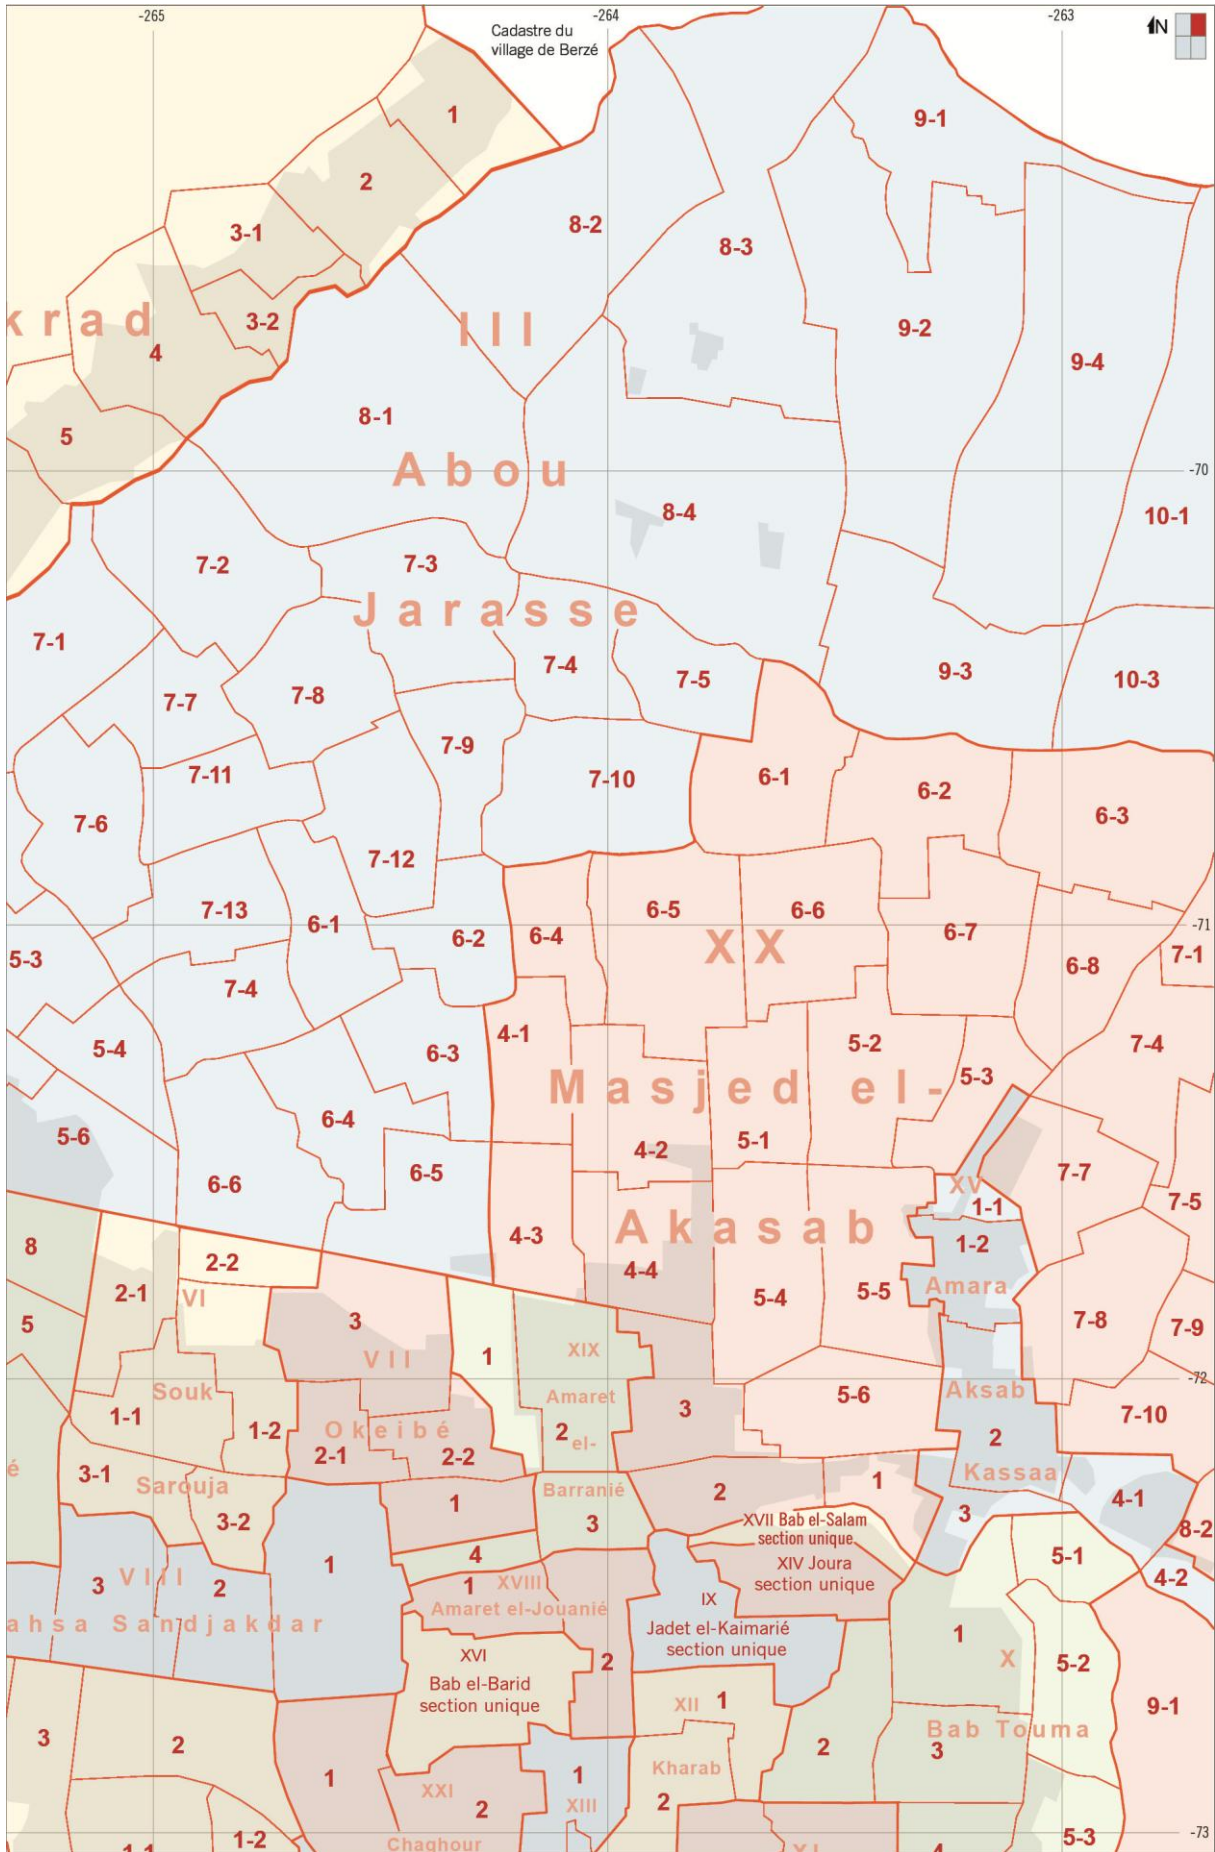 -265
-264
-263
Cadastre du
village de Berzé
N
1
9-1
2
3-1
8-2
8-3
3-2
krad
III
9-2
4
9-4
8-1
5
Abou
-70
8-4
10-1
7-2
7-3
Jarasse
7-1
7-4
9-3
7-5
10-3
7-7
7-8
7-9
7-11
7-10
6-1
6-2
6-3
7-6
7-12
7-13
6-5
6-6
6-1
6-2
6-4
6-7
-71
XX
7-1
5-3
6-8
7-4
4-1
5-4
6-3
5-2
7-4
5-3
Masjed el-
6-4
5-6
4-2
5-1
6-5
7-7
6-6
XV
1-1
7-5
Akasab
8
2-2
4-3
1-2
4-4
2-1
Amara
VI
5-4
5-5
3
7-8
5
7-9
VII
1
XIX
-72
Souk
Aksab
Amaret
5-6
3
1-1
7-10
1-2
Okeibé
2
el-
2
é
2-1
2-2
3-1
Kassaa
Sarouja
Barranié
1
2
4-1
1
3
3-2
3
XVII Bab el-Salam
section unique
8-2
4
5-1
1
XIV Joura
section unique
4-2
VIII
3
2
1
XVIII
IX
Amaret el-Jouanié
ahsa Sandjakdar
Jadet el-Kaimarié
section unique
1
XVI
Bab el-Barid
section unique
2
X
5-2
XII
1
9-1
3
2
Bab Touma
2
3
Kharab
1
1
XXI
2
XIII
2
1-2
-73
5-3
1-1
Chaghour
XI
4